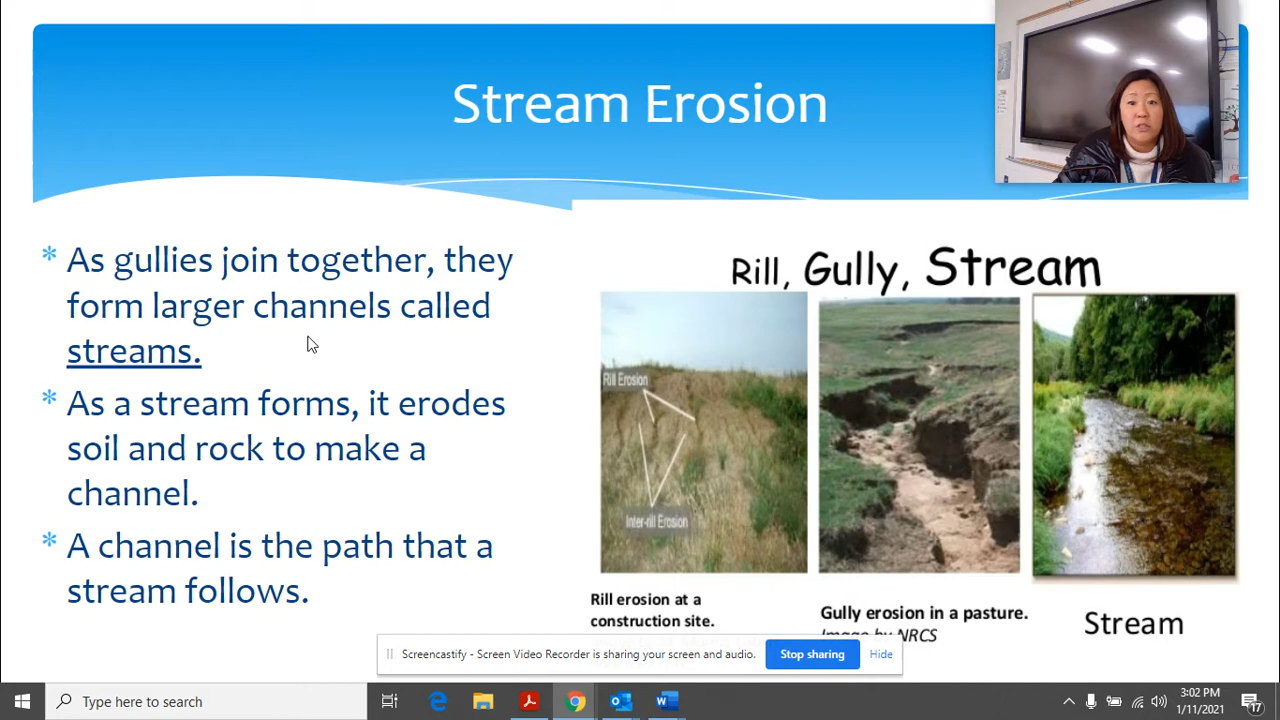 Stream Erosion
* As gullies join together, they
form larger channels called
streams.
* As a stream forms, it erodes
soil and rock to make a
channel.
* A channel is the path that a
stream follows.
Rill, Gully, Stream
Rill Erosion
Inter-rill Erosion
Rill erosion at a
construction site.
Gully erosion in a pasture.
Image by NRCS
Stream
Screencastify - Screen Video Recorder is sharing your screen and audio.
Stop sharing
Hide
Type here to search
3:02 PM
1/11/2021
17